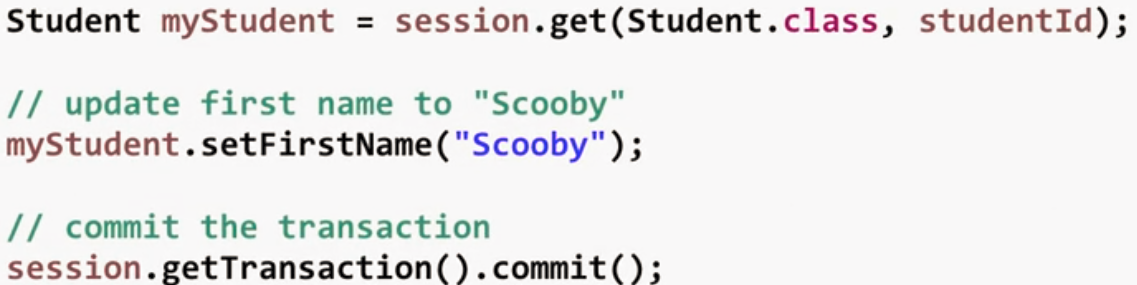 Student myStudent = session.get(Student.class, studentId);
// update first name to "Scooby"
myStudent.setFirstName("Scooby");
// commit the transaction
session.getTransaction().commit();